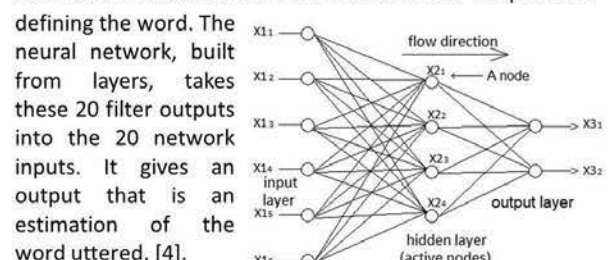 defining the word. The
neural network, built
from layers, takes
these 20 filter outputs
into the 20 network
inputs. It gives an
output that is an
estimation of the
word uttered. [4].
X1₁
flow direction
X1₂
X2₁
A node
X1₃
X2₂
X3₁
X1₄
X2₃
X3₂
input
layer
X2₄
output layer
X1₅
hidden layer
(active nodes)